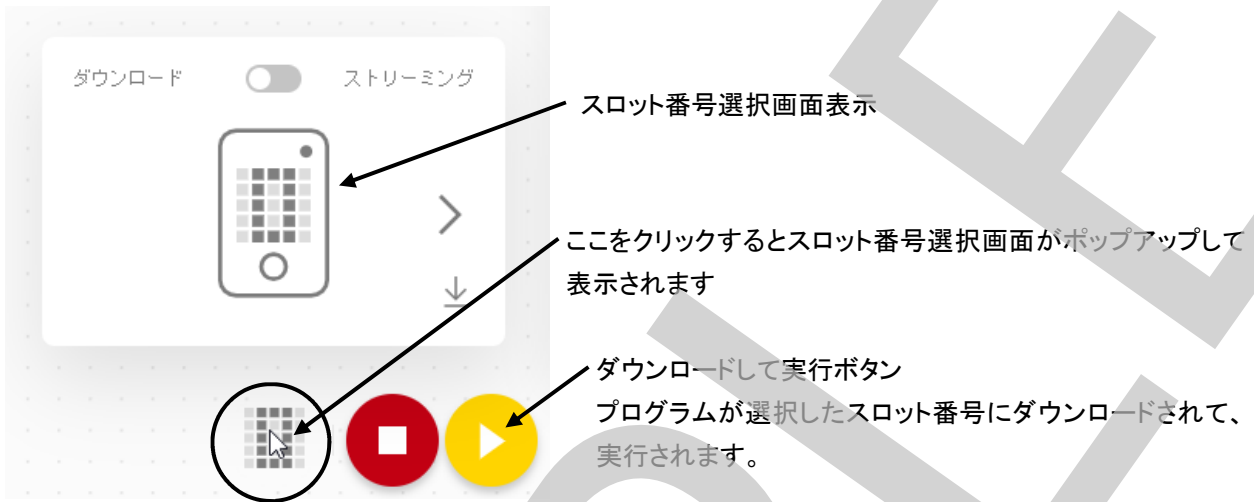 ダウンロード ストリーミング
スロット番号選択画面表示
ここをクリックするとスロット番号選択画面がポップアップして
表示されます
ダウンロードして実行ボタン
プログラムが選択したスロット番号にダウンロードされて、
実行されます。